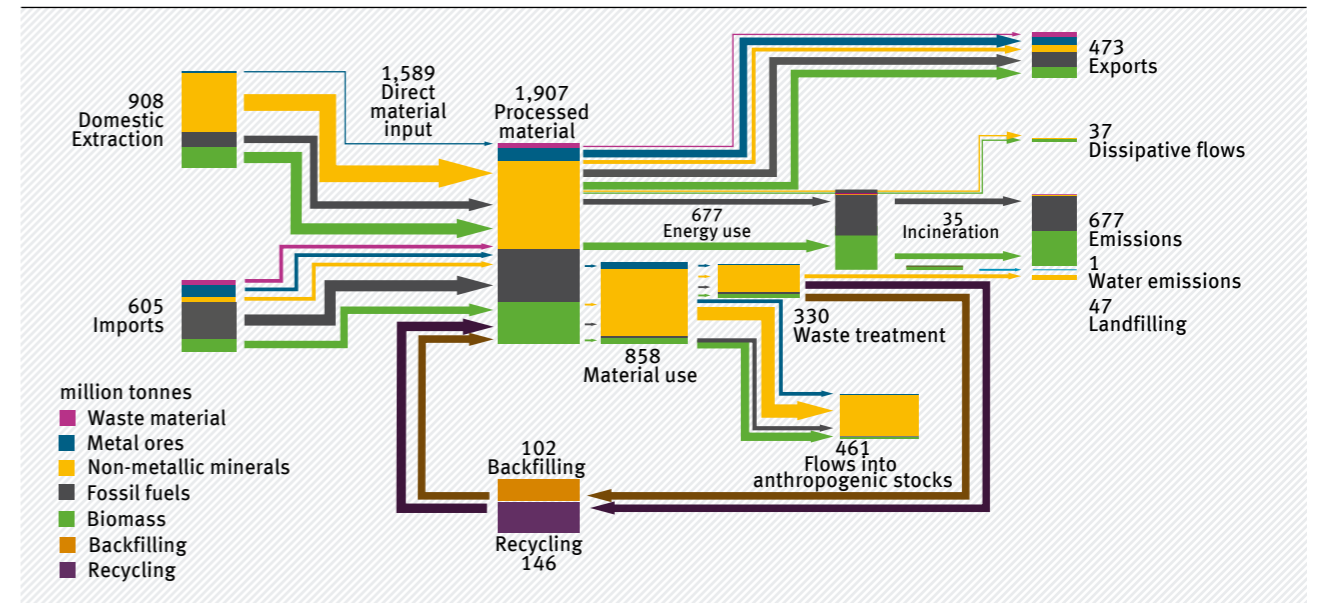 908
Domestic
Extraction
1,589
Direct
material
input
1,907
Processed
material
473
Exports
37
Dissipative flows
677
Energy use
35
Incineration
677
Emissions
1
Water emissions
47
Landfilling
605
Imports
330
Waste treatment
858
Material use
461
Flows into
anthropogenic stocks
102
Backfilling
Recycling
146
million tonnes
Waste material
Metal ores
Non-metallic minerals
Fossil fuels
Biomass
Backfilling
Recycling